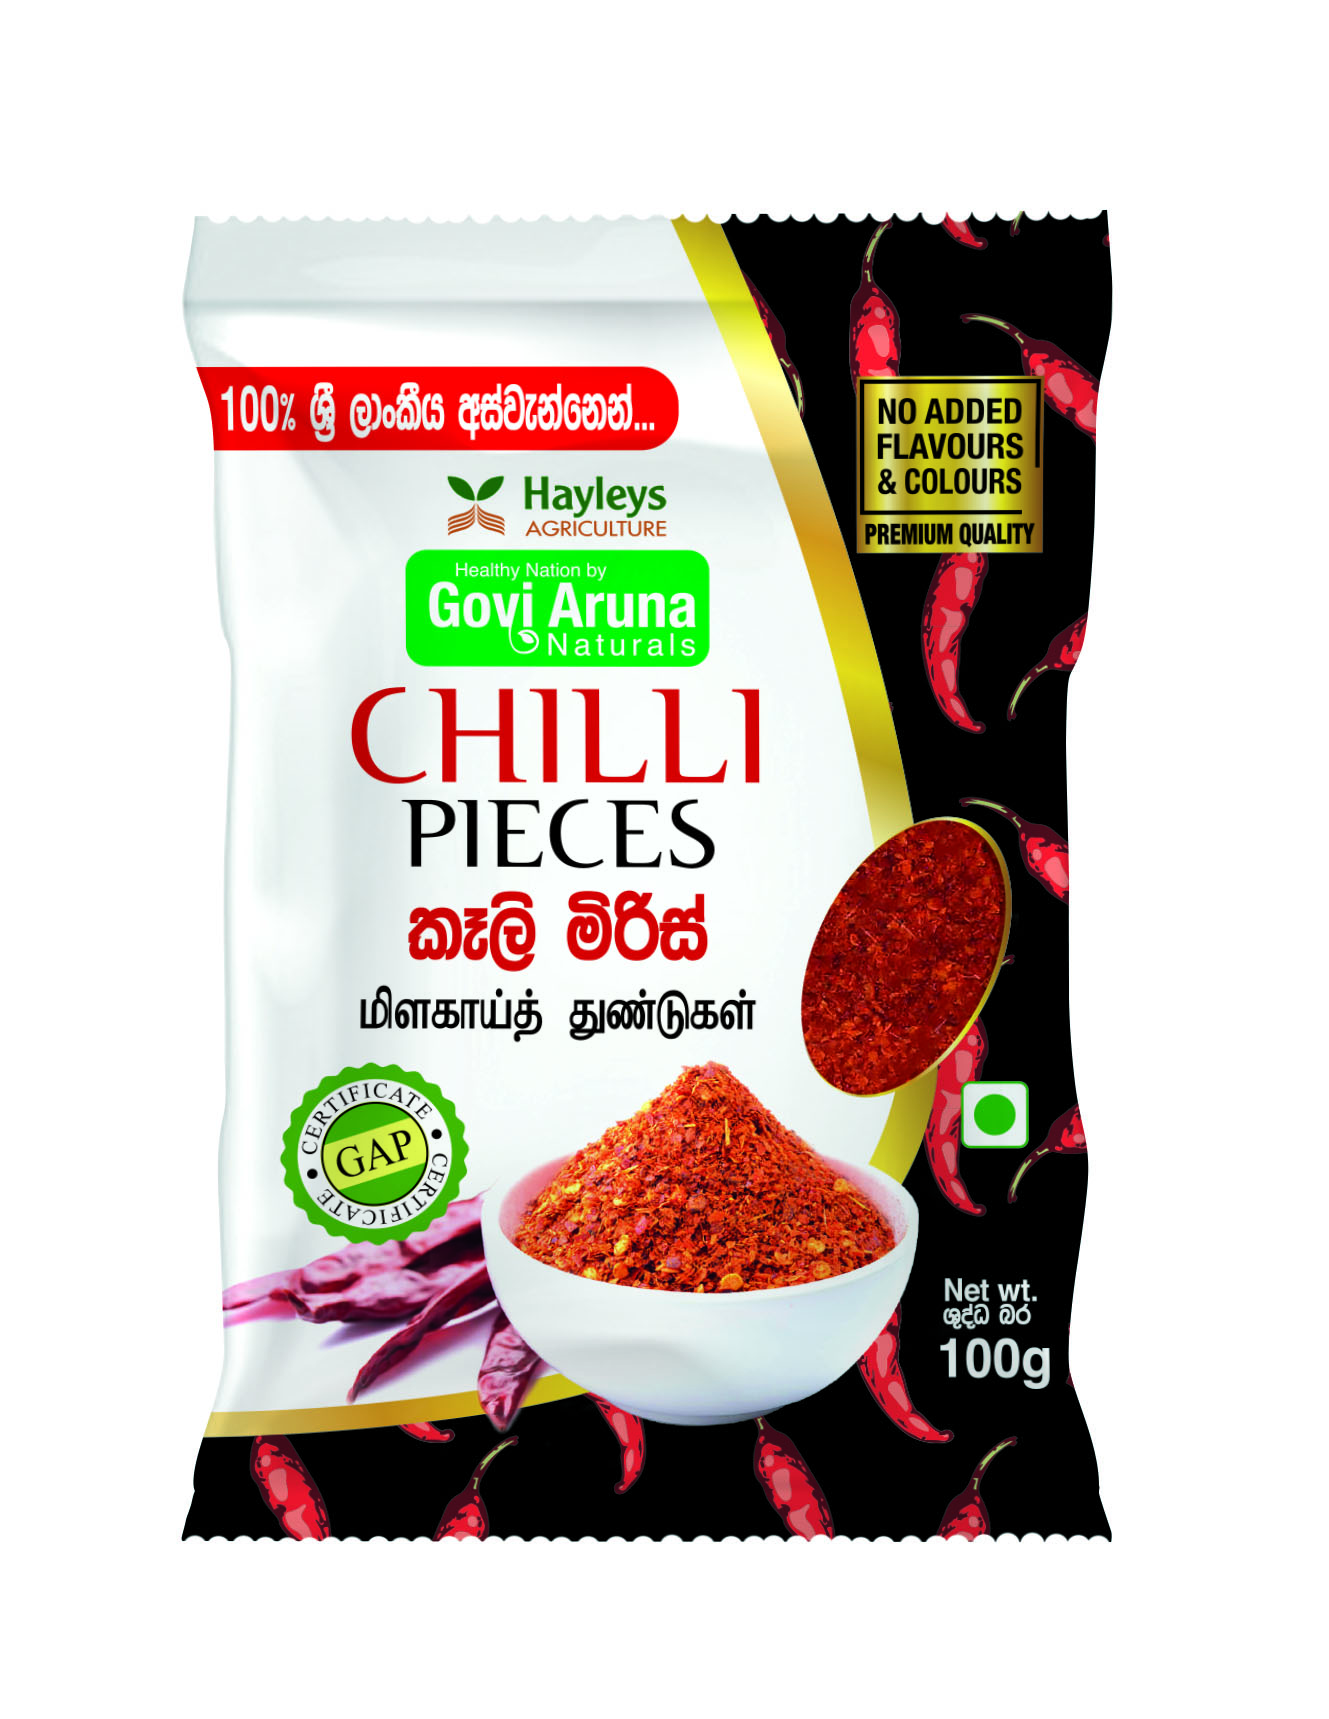 100% ශ්‍රී ලාංකීය අස්වැන්නෙන්...
Hayleys
AGRICULTURE
Healthy Nation by
Govi Aruna
Naturals
CHILLI
PIECES
කෑලි මිරිස්
மிளகாய்த் துண்டுகள்
NO ADDED
FLAVOURS
& COLOURS
PREMIUM QUALITY
CERTIFICATE
GAP
CERTIFICATE
Net wt.
ශුද්ධ බර
100g